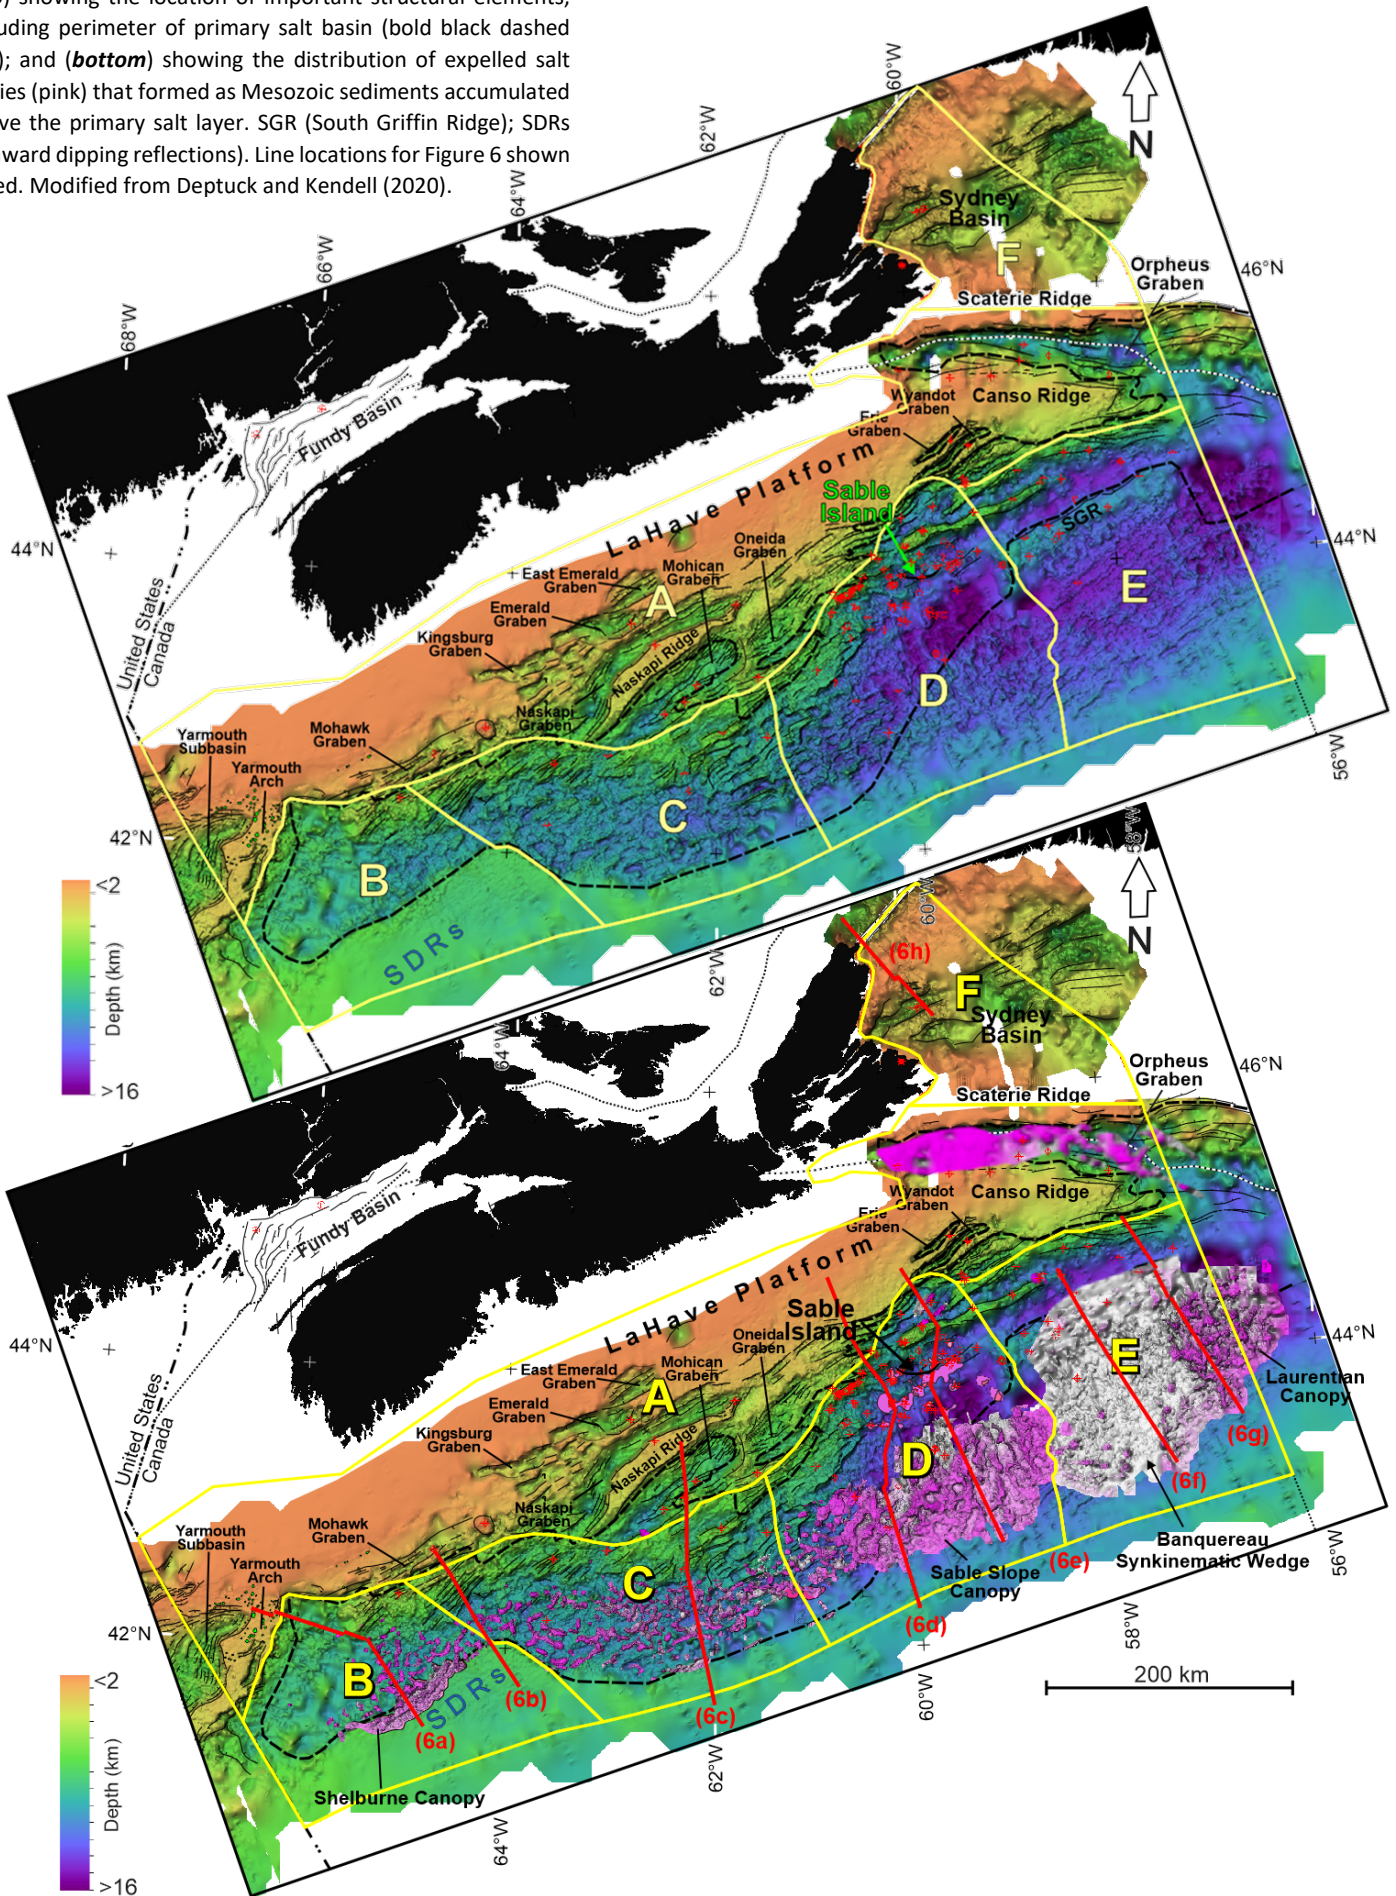 showing the location of important structural elements,
uding perimeter of primary salt basin (bold black dashed
); and (bottom) showing the distribution of expelled salt
ies (pink) that formed as Mesozoic sediments accumulated
ve the primary salt layer. SGR (South Griffin Ridge); SDRs
ward dipping reflections). Line locations for Figure 6 shown
ed. Modified from Deptuck and Kendell (2020).
60°W
62°W
64°W
66°W
68°W
N
Sydney
Basin
F
Orpheus
Graben
46°N
Scaterie Ridge
Wyandot
Graben
Canso Ridge
Erie
Graben
Fundy Basin
LaHave Platform
Sable
Island
SGR
44°N
44°N
Oneida
Graben
Mohican
Graben
East Emerald
Graben
A
E
Emerald
Graben
Kingsburg
Graben
Naskapi Ridge
United States
Canada
D
Naskapi
Graben
Mohawk
Graben
Yarmouth
Subbasin
Yarmouth
Arch
56°W
C
42°N
B
SDRs
<2
Depth (km)
>16
58°W
60°W
62°W
64°W
N
(6h)
F
Sydney
Basin
Orpheus
Graben
46°N
Scaterie Ridge
Wyandot
Graben
Canso Ridge
Erie
Graben
Fundy Basin
LaHave Platform
Sable
Island
44°N
44°N
Oneida
Graben
Mohican
Graben
East Emerald
Graben
A
E
Laurentian
Canopy
Emerald
Graben
Kingsburg
Graben
Naskapi Ridge
(6g)
United States
Canada
D
(6f)
Naskapi
Graben
Mohawk
Graben
Yarmouth
Subbasin
Yarmouth
Arch
Banquereau
Synkinematic Wedge
56°W
(6e)
Sable Slope
Canopy
C
(6d)
42°N
58°W
B
SDRs
(6b)
(6c)
(6a)
60°W
200 km
62°W
Shelburne Canopy
64°W
<2
Depth (km)
>16